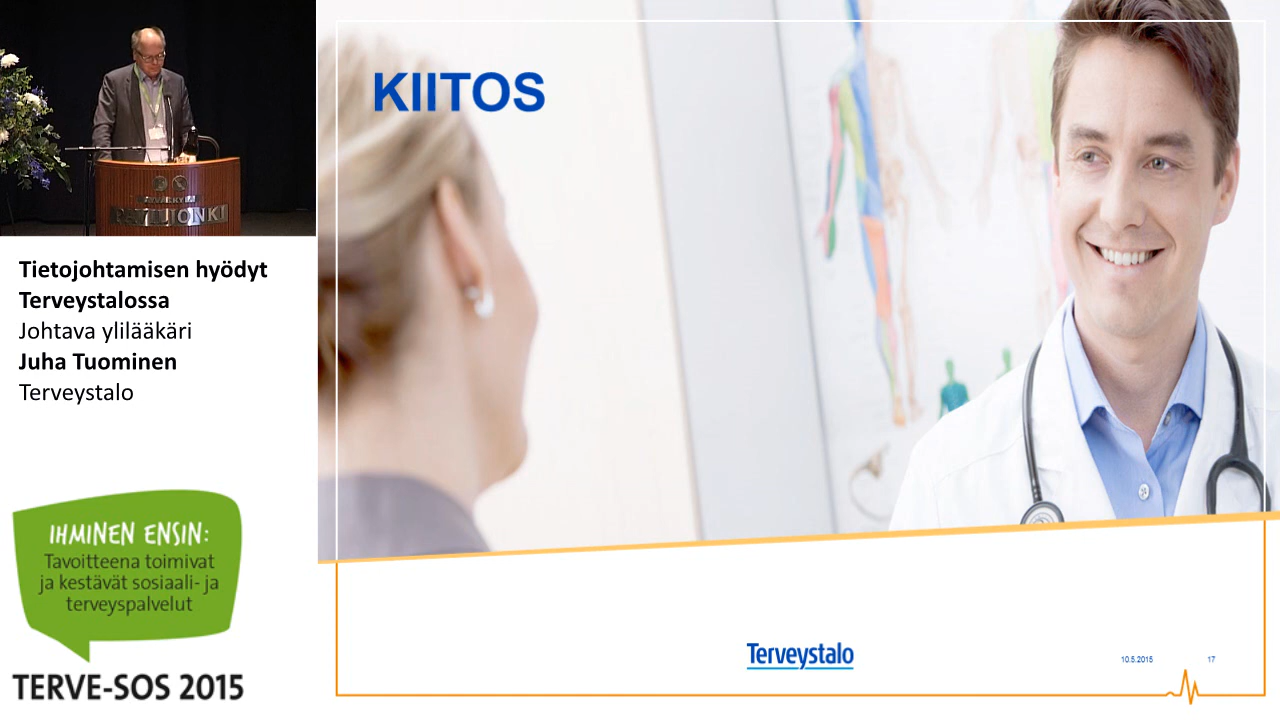 PAVILJONKI
Tietojohtamisen hyödyt
Terveystalossa
Johtava ylilääkäri
Juha Tuominen
Terveystalo
IHMINEN ENSIN:
Tavoitteena toimivat
ja kestävät sosiaali- ja
terveyspalvelut
TERVE-SOS 2015
KIITOS
Terveystalo
10.5.2015
17